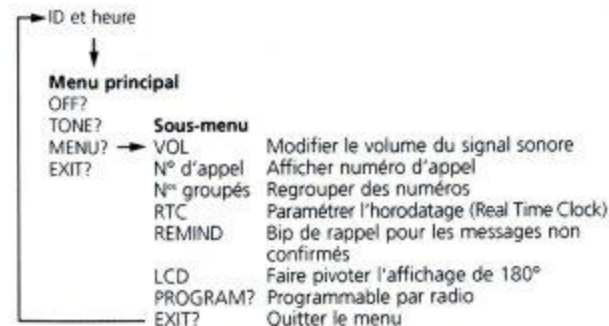 ID et heure
Menu principal
OFF?
TONE? Sous-menu
MENU? VOL Modifier le volume du signal sonore
EXIT? N° d'appel Afficher numéro d'appel
Nos groupés Regrouper des numéros
RTC Paramétrer l'horodatage (Real Time Clock)
REMIND Bip de rappel pour les messages non
confirmés
LCD Faire pivoter l'affichage de 180°
PROGRAM? Programmable par radio
EXIT? Quitter le menu